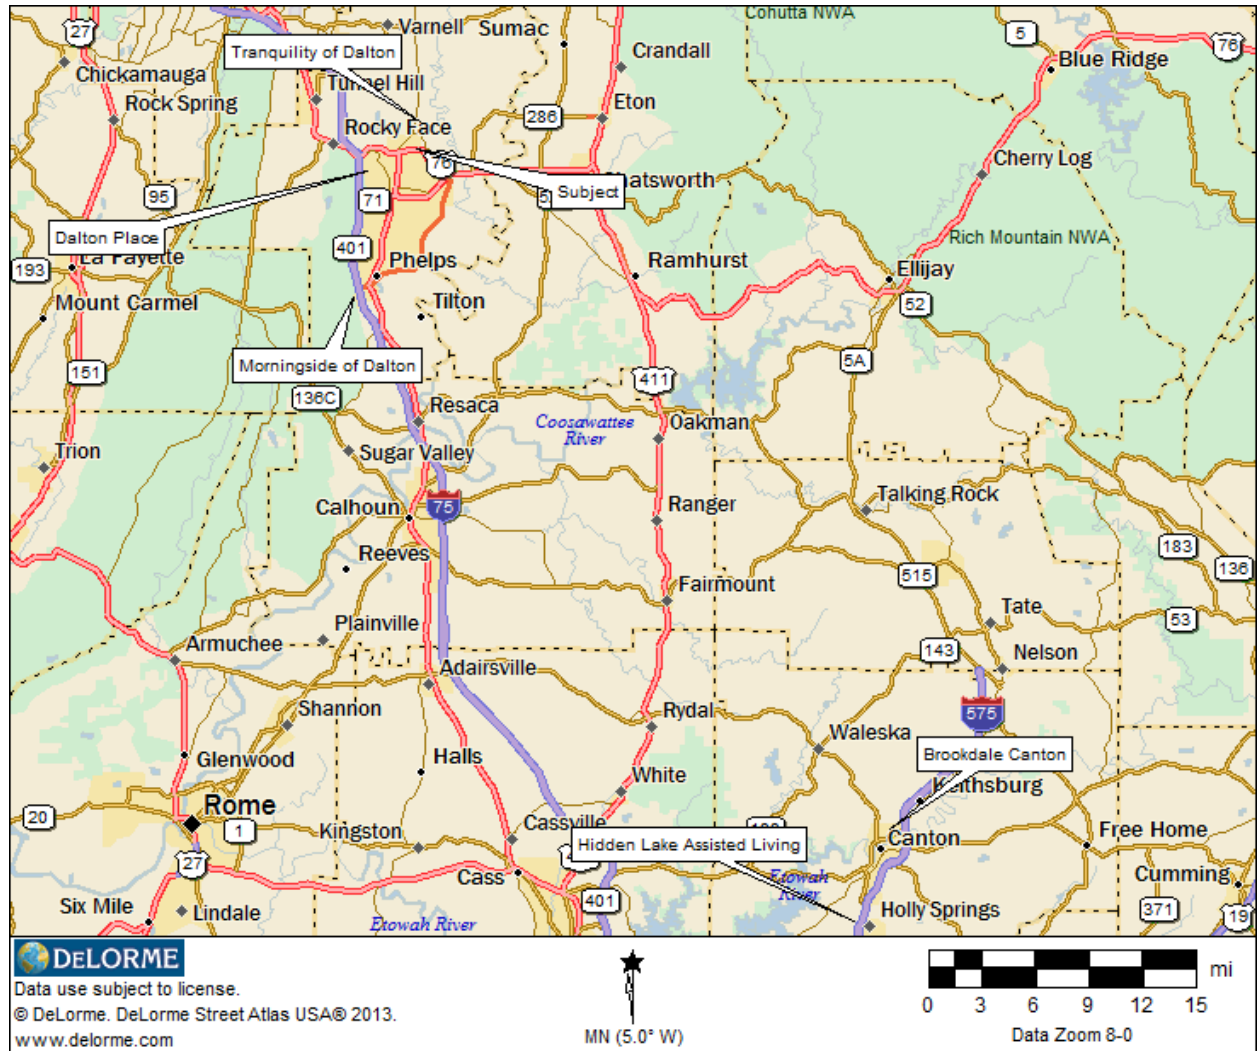 Cohutta NWA
27
Varnell
Sumac
5
76
Tranquility of Dalton
Crandall
Blue Ridge
Chickamauga
Tunnel Hill
Rock Spring
Eton
286
Rocky Face
76
Cherry Log
95
71
Subject
hatsworth
5
Dalton Place
401
Rich Mountain NWA
La Fayette
193
Phelps
Ramhurst
Ellijay
Mount Carmel
Tilton
52
Morningside of Dalton
5A
151
411
136C
Resaca
Coosawattee
River
Oakman
Trion
Sugar Valley
Talking Rock
Calhoun
75
Ranger
Reeves
183
136
515
Fairmount
Tate
53
Plainville
Armuchee
143
Nelson
Adairsville
Shannon
Rydal
575
Waleska
Glenwood
Halls
Brookdale Canton
White
Keithsburg
Rome
20
1
Kingston
Cassville
Hidden Lake Assisted Living
Canton
Free Home
27
Cass
Etowah
River
Cumming
Six Mile
Lindale
401
Holly Springs
371
19
Etowah River
DELORME
Data use subject to license.
© DeLorme. DeLorme Street Atlas USA® 2013.
www.delorme.com
MN (5.0° W)
mi
0 3 6 9 12 15
Data Zoom 8-0